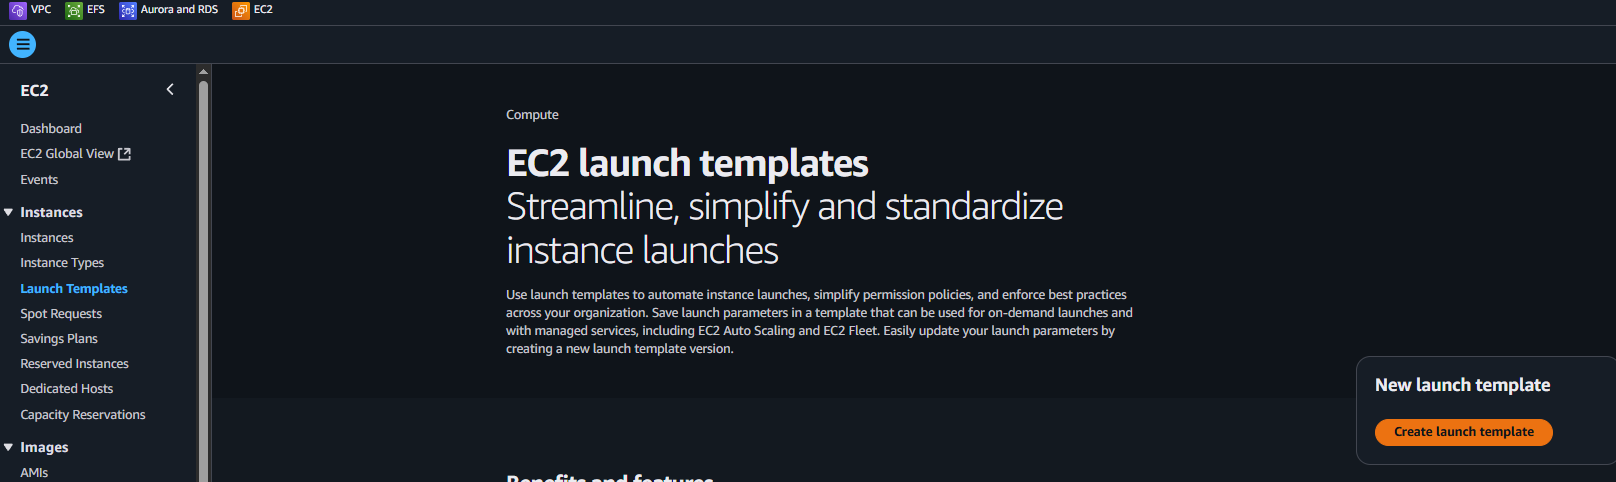 VPC EFS Aurora and RDS EC2
EC2
Dashboard
EC2 Global View
Events
Instances
Instances
Instance Types
Launch Templates
Spot Requests
Savings Plans
Reserved Instances
Dedicated Hosts
Capacity Reservations
Images
AMIs
Compute
EC2 launch templates
Streamline, simplify and standardize
instance launches
Use launch templates to automate instance launches, simplify permission policies, and enforce best practices
across your organization. Save launch parameters in a template that can be used for on-demand launches and
with managed services, including EC2 Auto Scaling and EC2 Fleet. Easily update your launch parameters by
creating a new launch template version.
New launch template
Create launch template
Benefits and features